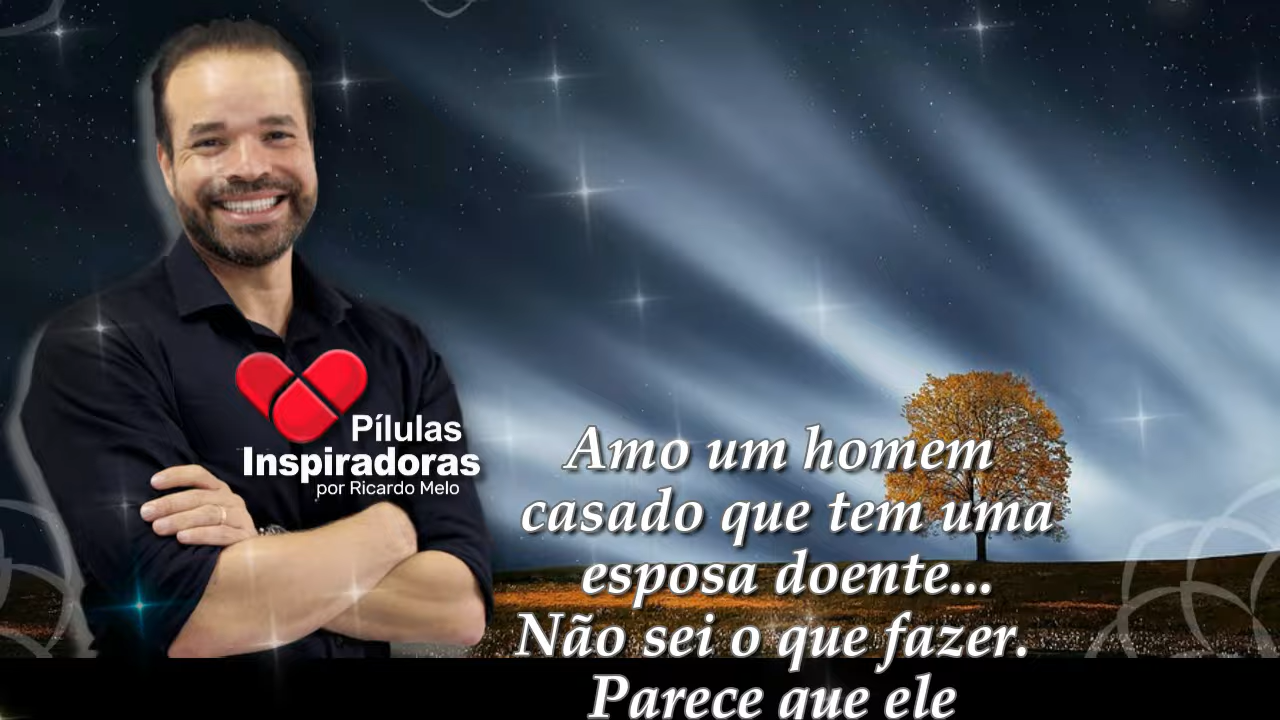 Pílulas
Inspiradoras
por Ricardo Melo
Amo um homem
casado que tem uma
esposa doente...
Não sei o que fazer.
Parece que ele